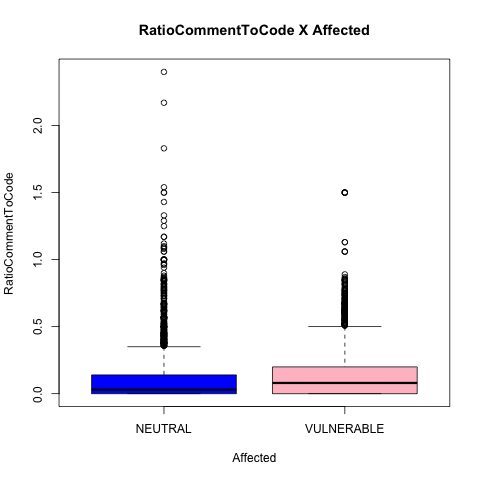 RatioCommentToCode X Affected
RatioCommentToCode
2.0
1.5
1.0
0.5
0.0
NEUTRAL VULNERABLE
Affected